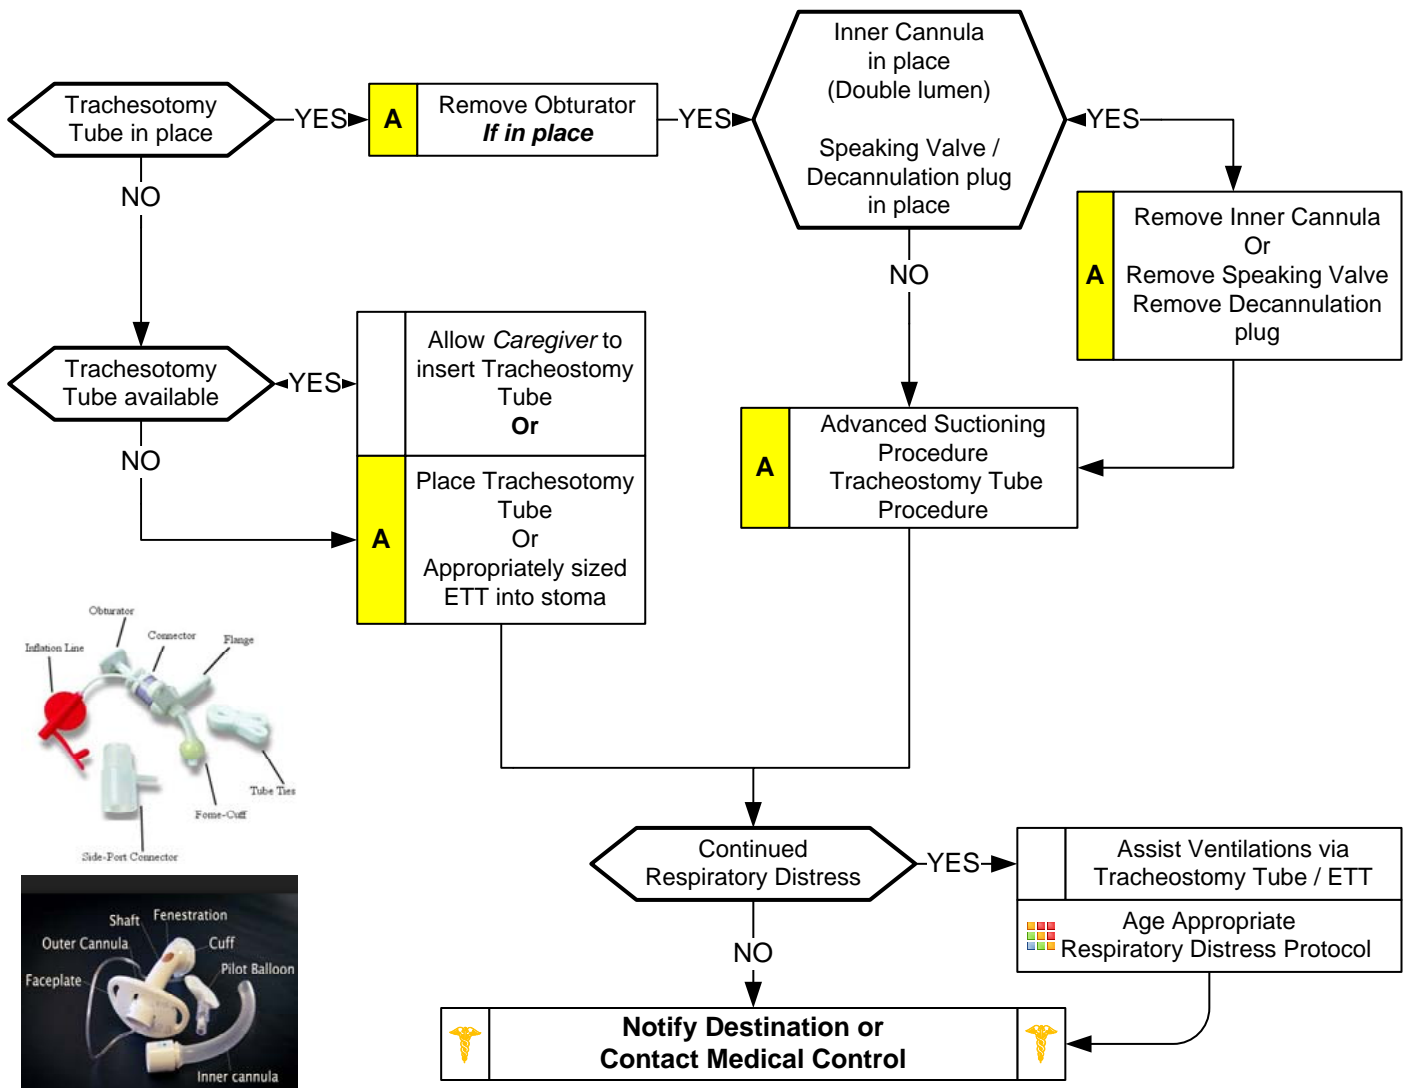 Trachesotomy
Tube in place
YES
A
Remove Obturator
If in place
YES
Inner Cannula
in place
(Double lumen)
Speaking Valve /
Decannulation plug
in place
YES
NO
NO
A
Remove Inner Cannula
Or
Remove Speaking Valve
Remove Decannulation
plug
Trachesotomy
Tube available
YES
Allow Caregiver to
insert Tracheostomy
Tube
Or
NO
A
Place Trachesotomy
Tube
Or
Appropriately sized
ETT into stoma
A
Advanced Suctioning
Procedure
Tracheostomy Tube
Procedure
Obturator
Connector
Flange
Inflation Line
Tube Ties
Fome-Cuff
Side-Port Connector
Continued
Respiratory Distress
YES
Assist Ventilations via
Tracheostomy Tube / ETT
Age Appropriate
Respiratory Distress Protocol
NO
Notify Destination or
Contact Medical Control
Shaft
Fenestration
Outer Cannula
Cuff
Faceplate
Pilot Balloon
Inner cannula